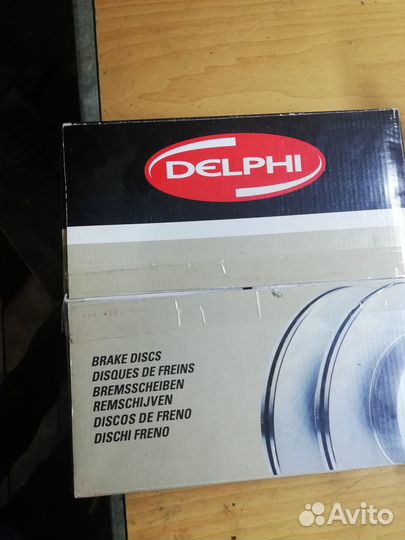 DELPHI
BRAKE DISCS
DISQUES DE FREINS
BREMSSCHEIBEN
REMSCHIJVEN
DISCOS DE FRENO
DISCHI FRENO
Avito